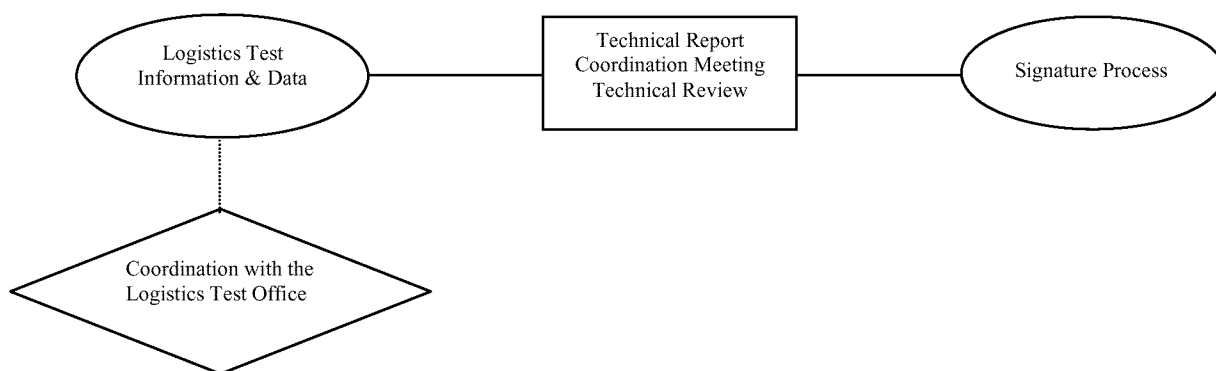 Logistics Test
Information & Data
Technical Report
Coordination Meeting
Technical Review
Signature Process
Coordination with the
Logistics Test Office